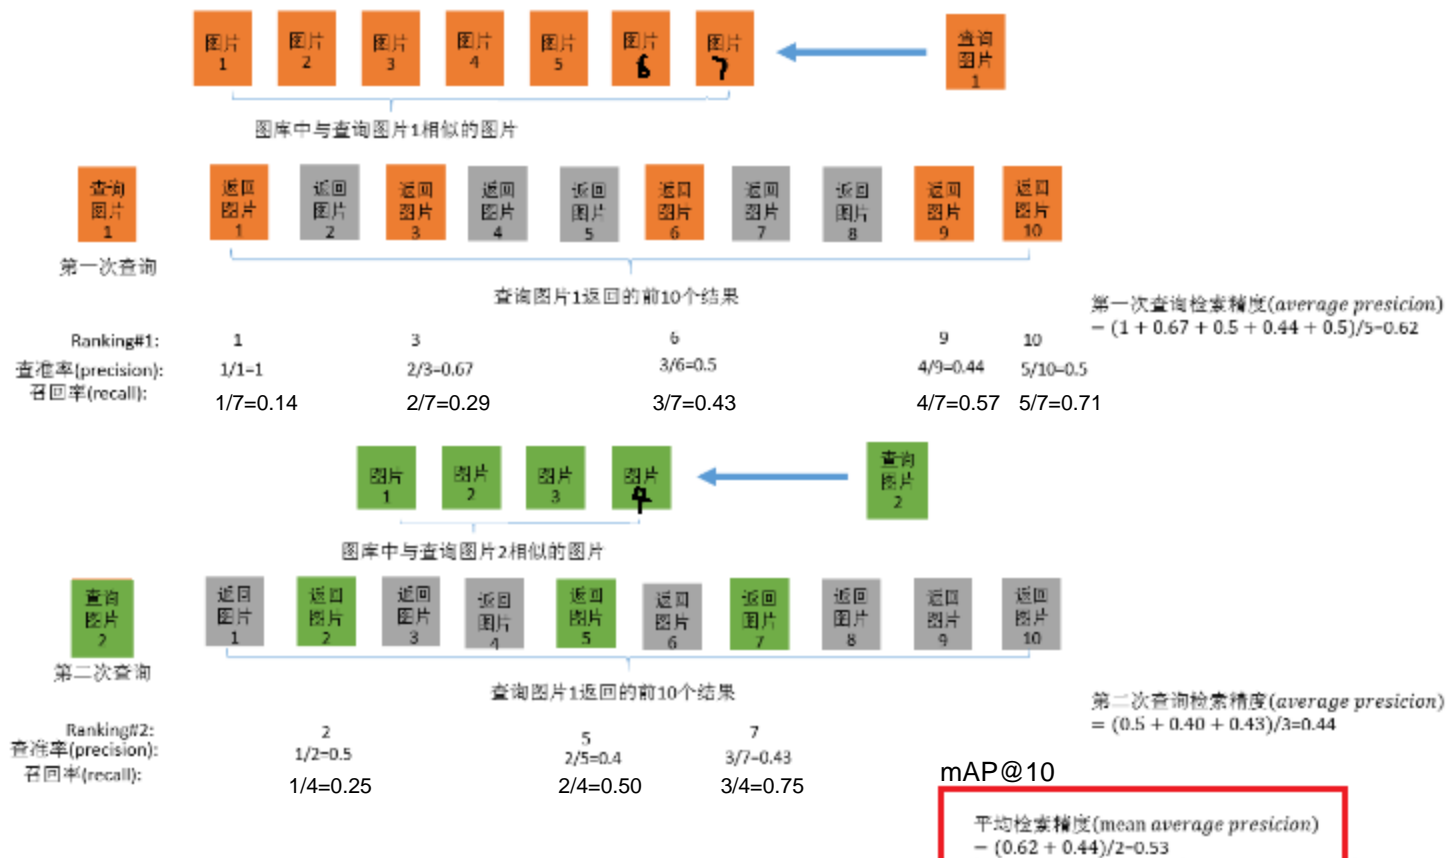 图片 1
图片 2
图片 3
图片 4
图片 5
图片 6
图片 7
查询图片 1
图库中与查询图片1相似的图片
查询图片 1
返回图片 1
返回图片 2
返回图片 3
返回图片 4
返回图片 5
返回图片 6
返回图片 7
返回图片 8
返回图片 9
返回图片 10
第一次查询
查询图片1返回的前10个结果
第一次查询检索精度(average presicion)
= (1 + 0.67 + 0.5 + 0.44 + 0.5)/5=0.62
Ranking#1: 1 3 6 9 10
查准率(precision): 1/1=1 2/3=0.67 3/6=0.5 4/9=0.44 5/10=0.5
召回率(recall): 1/7=0.14 2/7=0.29 3/7=0.43 4/7=0.57 5/7=0.71
图片 1
图片 2
图片 3
图片 4
查询图片 2
图库中与查询图片2相似的图片
查询图片 2
返回图片 1
返回图片 2
返回图片 3
返回图片 4
返回图片 5
返回图片 6
返回图片 7
返回图片 8
返回图片 9
返回图片 10
第二次查询
查询图片1返回的前10个结果
第二次查询检索精度(average presicion)
= (0.5 + 0.40 + 0.43)/3=0.44
Ranking#2: 2 5 7
查准率(precision): 1/2=0.5 2/5=0.4 3/7=0.43
召回率(recall): 1/4=0.25 2/4=0.50 3/4=0.75
mAP@10
平均检索精度(mean average presicion)
= (0.62 + 0.44)/2=0.53